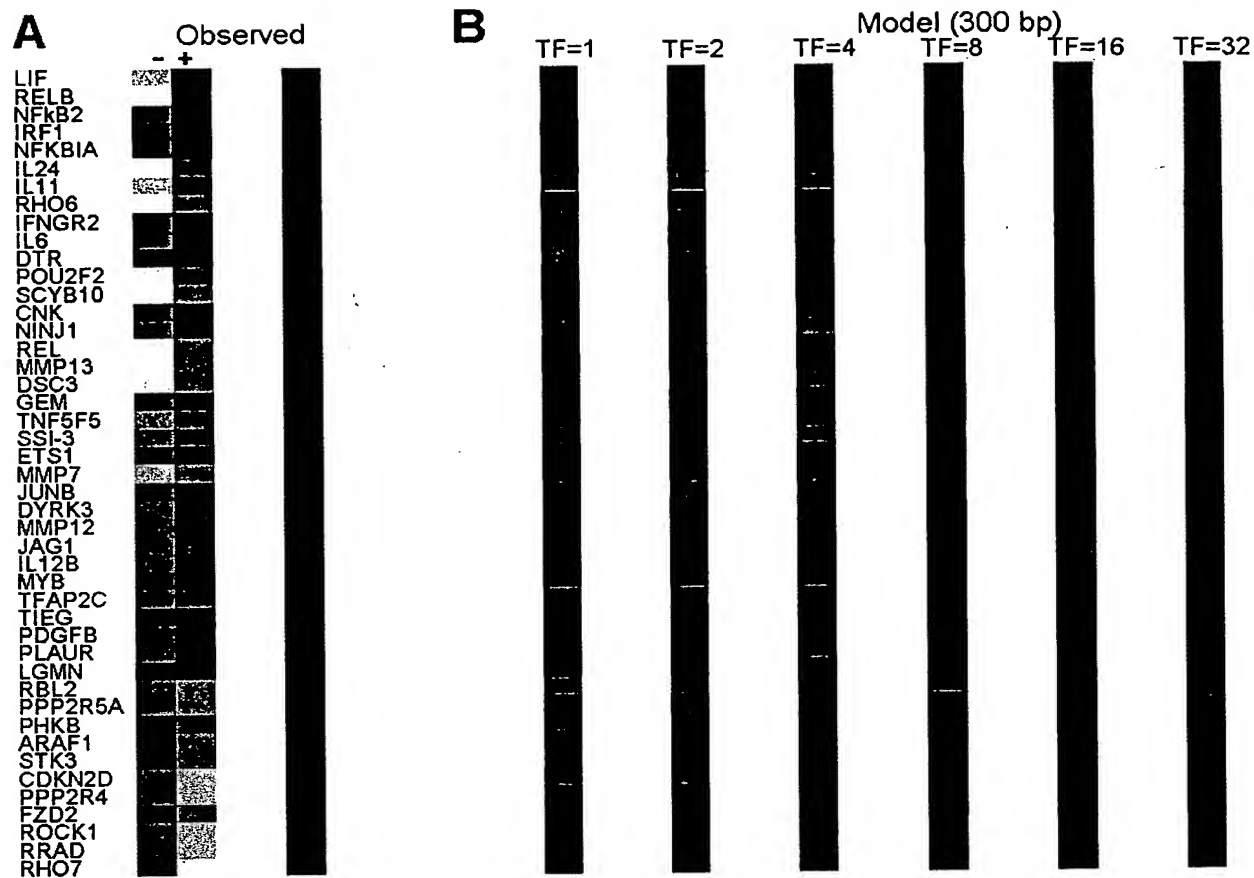 A
Observed
- +
LIF
RELB
NFkB2
IRF1
NFKBIA
IL24
IL11
RHO6
IFNGR2
IL6
DTR
POU2F2
SCYB10
CNK
NINJ1
REL
MMP13
DSC3
GEM
TNF5F5
SSI-3
ETS1
MMP7
JUNB
DYRK3
MMP12
JAG1
IL12B
MYB
TFAP2C
TIEG
PDGFB
PLAUR
LGMN
RBL2
PPP2R5A
PHKB
ARAF1
STK3
CDKN2D
PPP2R4
FZD2
ROCK1
RRAD
RHO7
B
Model (300 bp)
TF=1 TF=2 TF=4 TF=8 TF=16 TF=32